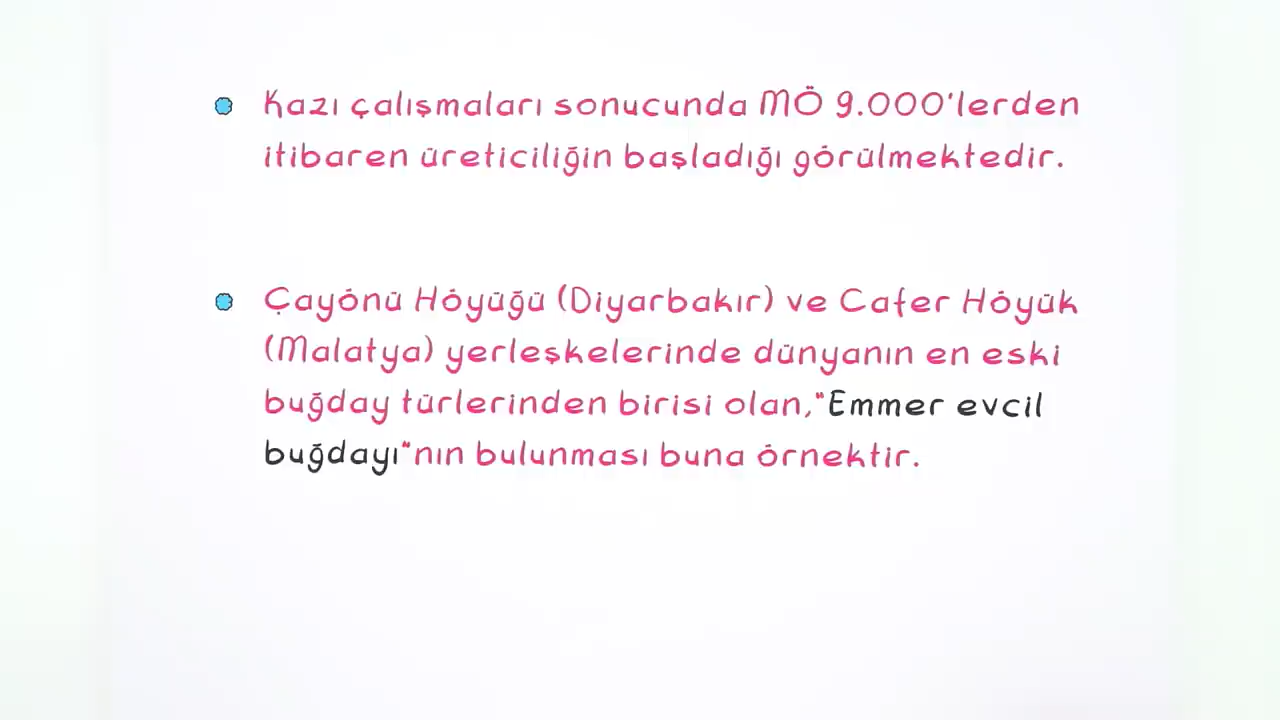 Kazı çalışmaları sonucunda MÖ 9.000'lerden
itibaren üreticiliğin başladığı görülmektedir.
Çayönü Höyüğü (Diyarbakır) ve Cafer Höyük
(Malatya) yerleşkelerinde dünyanın en eski
buğday türlerinden birisi olan,"Emmer evcil
buğdayı"nın bulunması buna örnektir.